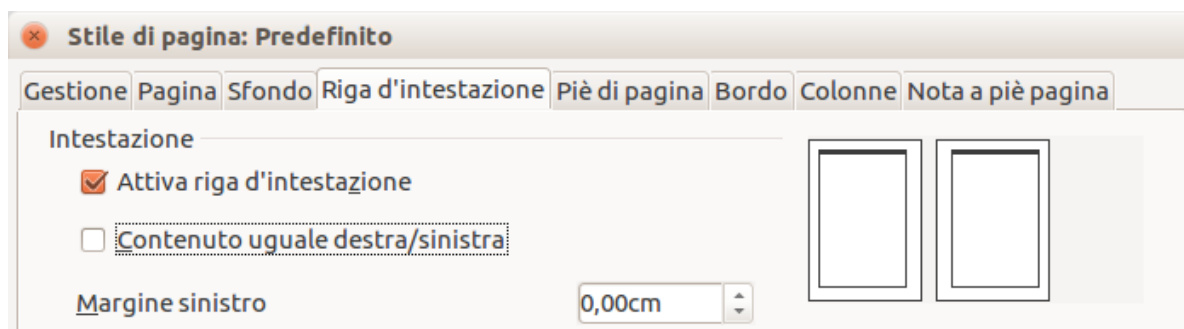 Stile di pagina: Predefinito
Gestione Pagina Sfondo Riga d'intestazione Piè di pagina Bordo Colonne Nota a piè pagina
Intestazione
Attiva riga d'intestazione
Contenuto uguale destra/sinistra
Margine sinistro 0,00cm